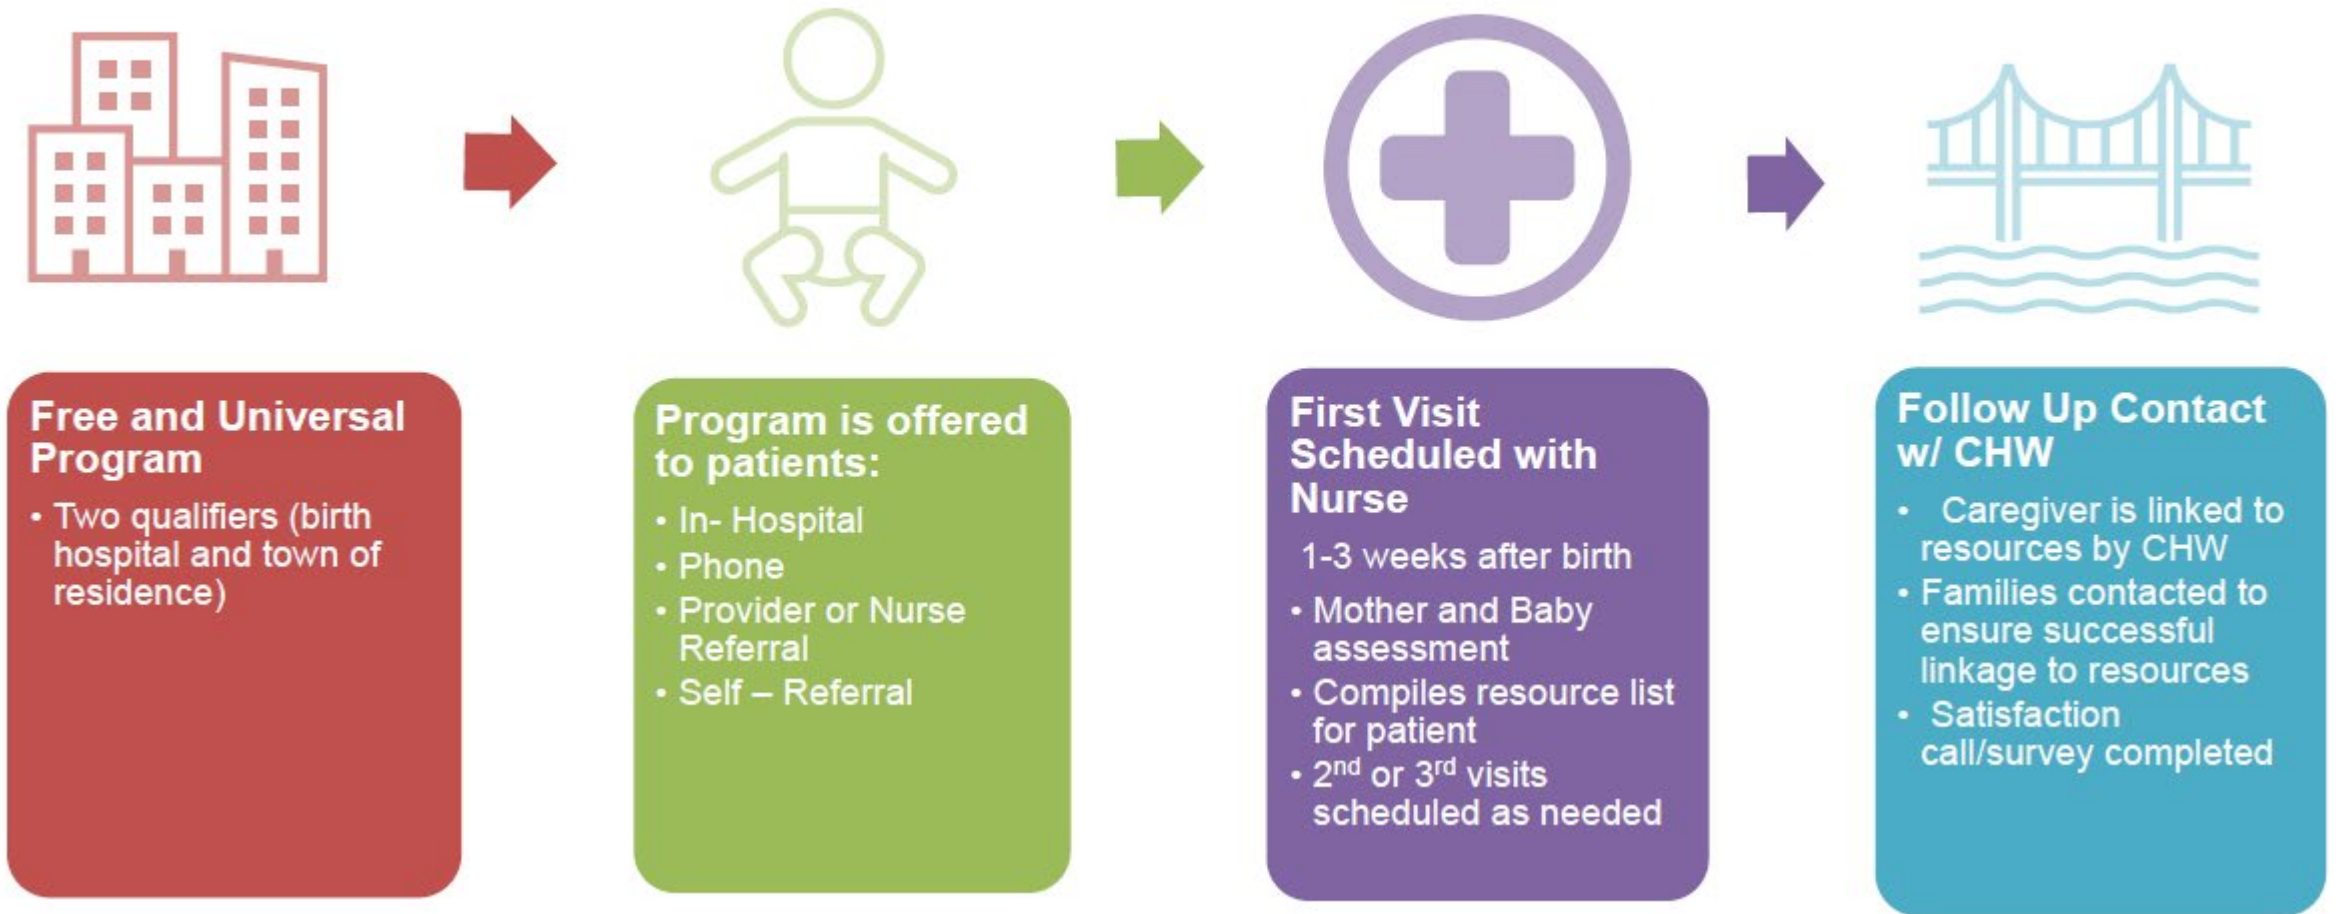 Free and Universal
Program
• Two qualifiers (birth
hospital and town of
residence)
Program is offered
to patients:
• In- Hospital
• Phone
• Provider or Nurse
Referral
• Self – Referral
First Visit
Scheduled with
Nurse
1-3 weeks after birth
• Mother and Baby
assessment
• Compiles resource list
for patient
• 2nd or 3rd visits
scheduled as needed
Follow Up Contact
w/ CHW
• Caregiver is linked to
resources by CHW
• Families contacted to
ensure successful
linkage to resources
• Satisfaction
call/survey completed